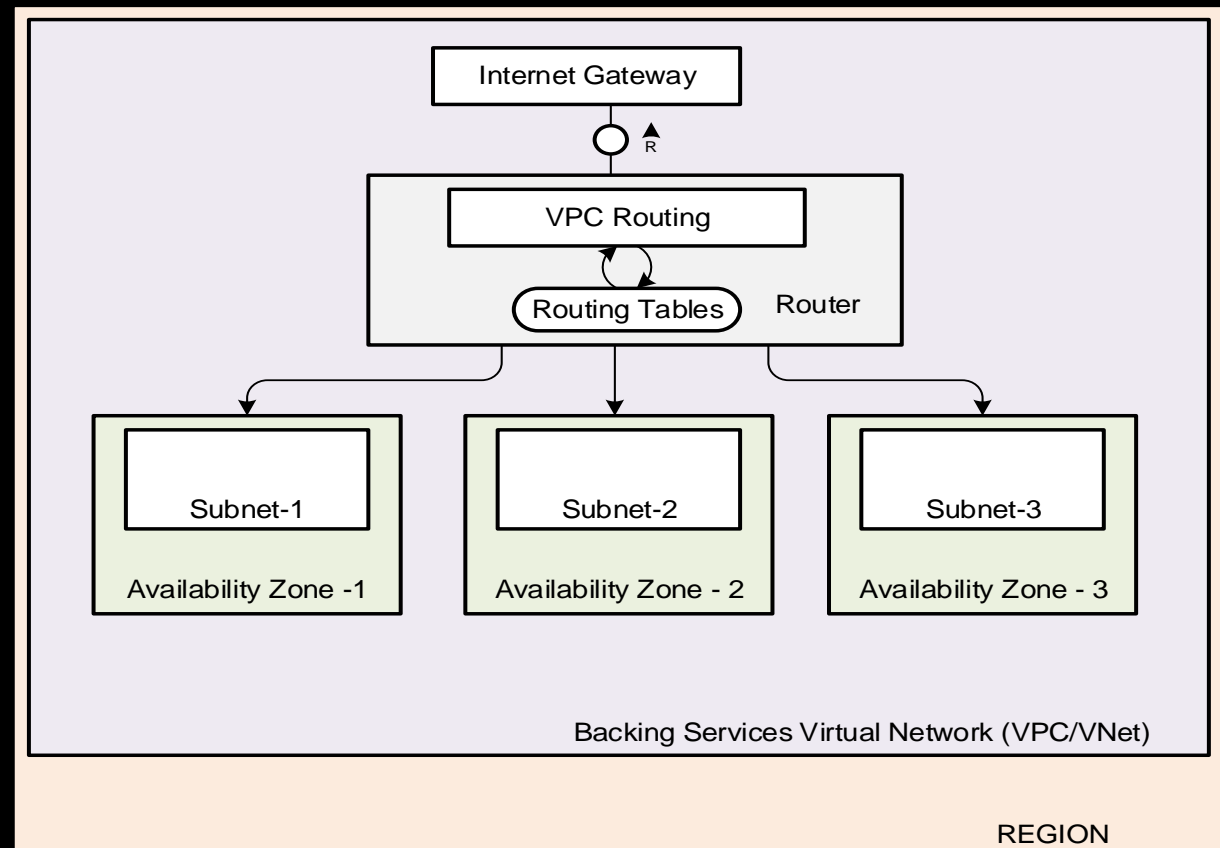 Internet Gateway
R
VPC Routing
Routing Tables
Router
Subnet-1
Subnet-2
Subnet-3
Availability Zone -1
Availability Zone - 2
Availability Zone - 3
Backing Services Virtual Network (VPC/VNet)
REGION